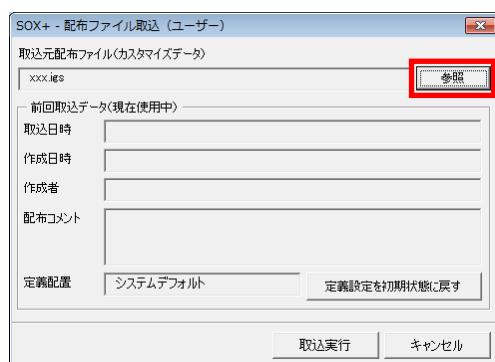 SOX+ - 配布ファイル取込（ユーザー）
取込元配布ファイル(カスタマイズデータ)
xxx.igs
参照
前回取込データ(現在使用中)
取込日時
作成日時
作成者
配布コメント
定義配置
システムデフォルト
定義設定を初期状態に戻す
取込実行
キャンセル